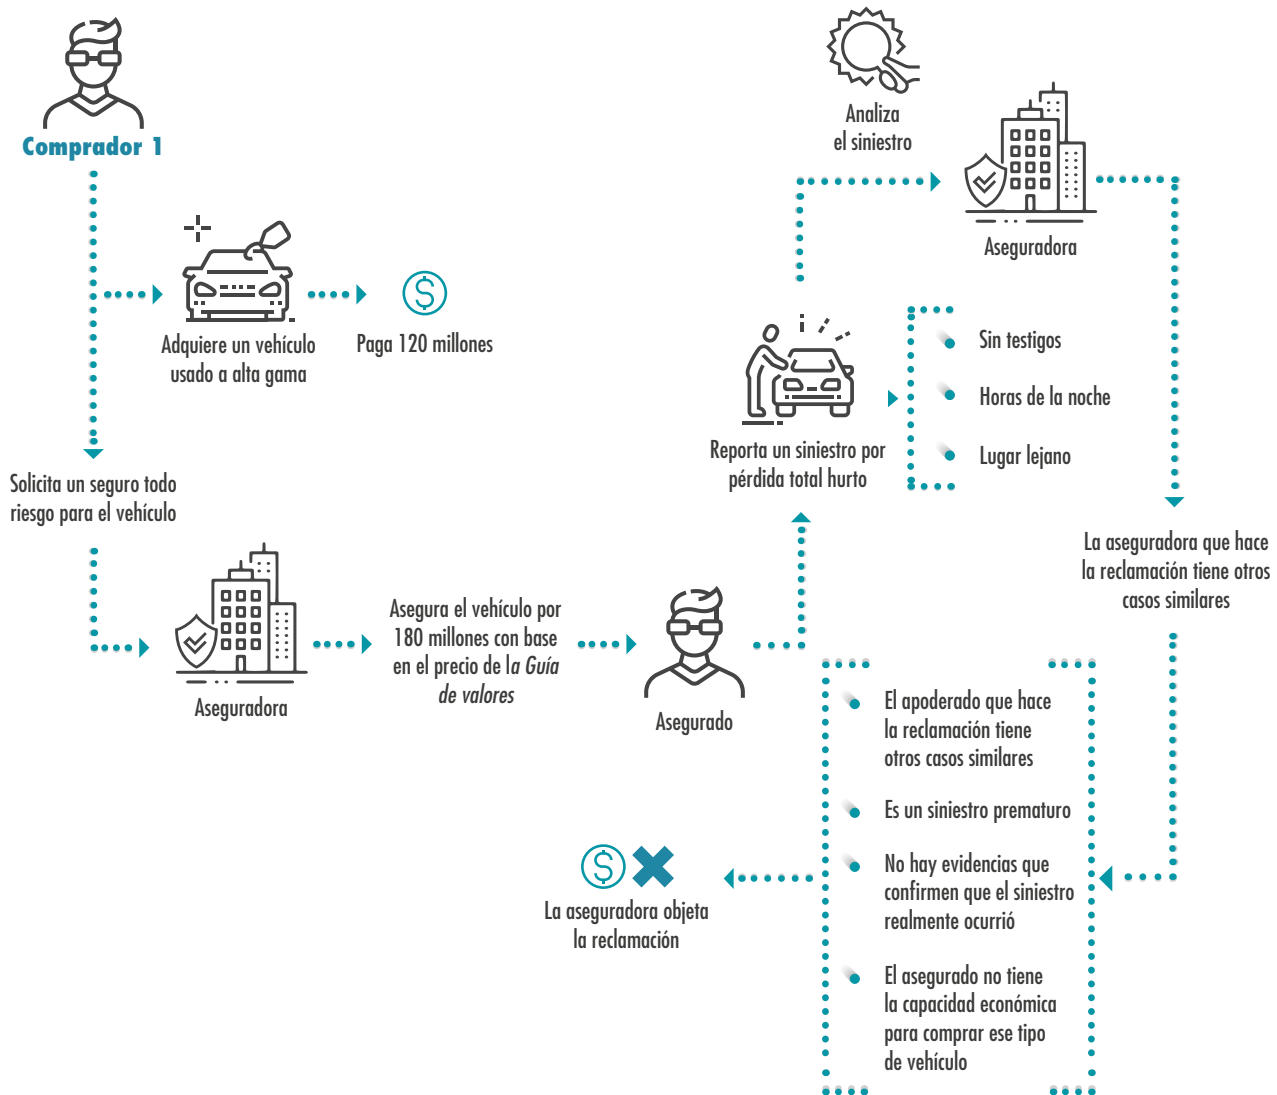 Comprador 1
Adquiere un vehículo
usado a alta gama
Paga 120 millones
Solicita un seguro todo
riesgo para el vehículo
Aseguradora
Asegura el vehículo por
180 millones con base
en el precio de la Guía
de valores
Asegurado
Reporta un siniestro por
pérdida total hurto
Sin testigos
Horas de la noche
Lugar lejano
Analiza
el siniestro
Aseguradora
La aseguradora que hace
la reclamación tiene otros
casos similares
El apoderado que hace
la reclamación tiene
otros casos similares
Es un siniestro prematuro
No hay evidencias que
confirmen que el siniestro
realmente ocurrió
El asegurado no tiene
la capacidad económica
para comprar ese tipo
de vehículo
La aseguradora objeta
la reclamación